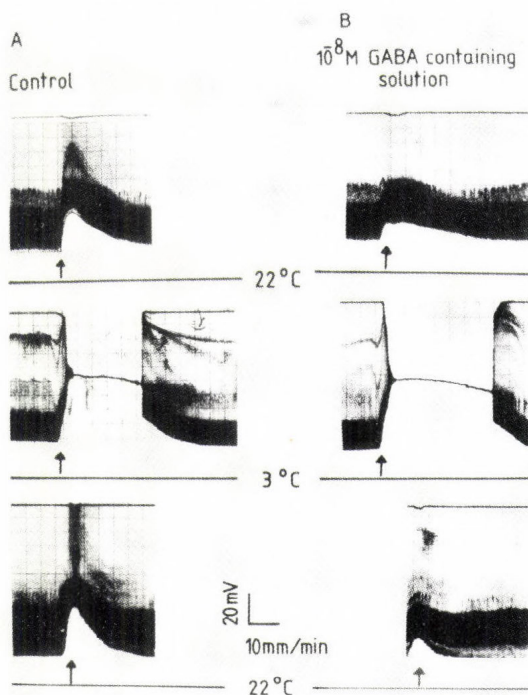 A
Control
B
10⁻⁸M GABA containing
solution
22°C
3°C
20mV
10mm/min
22°C